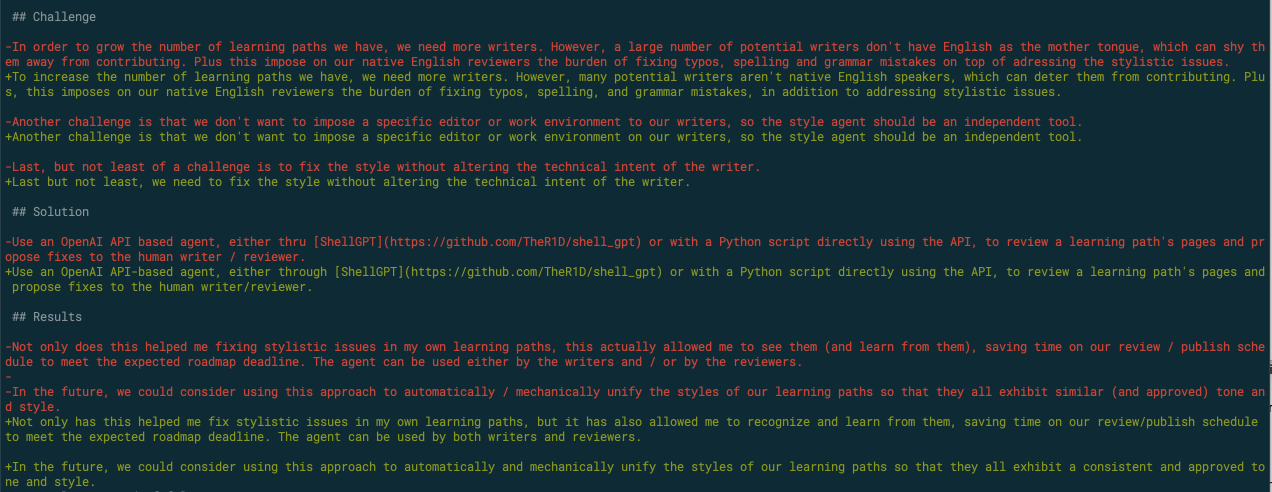 ## Challenge
-In order to grow the number of learning paths we have, we need more writers. However, a large number of potential writers don't have English as the mother tongue, which can shy th
em away from contributing. Plus this impose on our native English reviewers the burden of fixing typos, spelling and grammar mistakes on top of adressing the stylistic issues.
+To increase the number of learning paths we have, we need more writers. However, many potential writers aren't native English speakers, which can deter them from contributing. Plu
s, this imposes on our native English reviewers the burden of fixing typos, spelling, and grammar mistakes, in addition to addressing stylistic issues.
-Another challenge is that we don't want to impose a specific editor or work environment to our writers, so the style agent should be an independent tool.
+Another challenge is that we don't want to impose a specific editor or work environment on our writers, so the style agent should be an independent tool.
-Last, but not least of a challenge is to fix the style without altering the technical intent of the writer.
+Last but not least, we need to fix the style without altering the technical intent of the writer.
## Solution
-Use an OpenAI API based agent, either thru [ShellGPT](https://github.com/TheR1D/shell_gpt) or with a Python script directly using the API, to review a learning path's pages and pr
opose fixes to the human writer / reviewer.
+Use an OpenAI API-based agent, either through [ShellGPT](https://github.com/TheR1D/shell_gpt) or with a Python script directly using the API, to review a learning path's pages and
propose fixes to the human writer/reviewer.
## Results
-Not only does this helped me fixing stylistic issues in my own learning paths, this actually allowed me to see them (and learn from them), saving time on our review / publish sche
dule to meet the expected roadmap deadline. The agent can be used either by the writers and / or by the reviewers.
-
-In the future, we could consider using this approach to automatically / mechanically unify the styles of our learning paths so that they all exhibit similar (and approved) tone an
d style.
+Not only has this helped me fix stylistic issues in my own learning paths, but it has also allowed me to recognize and learn from them, saving time on our review/publish schedule
to meet the expected roadmap deadline. The agent can be used by both writers and reviewers.
+In the future, we could consider using this approach to automatically and mechanically unify the styles of our learning paths so that they all exhibit a consistent and approved to
ne and style.